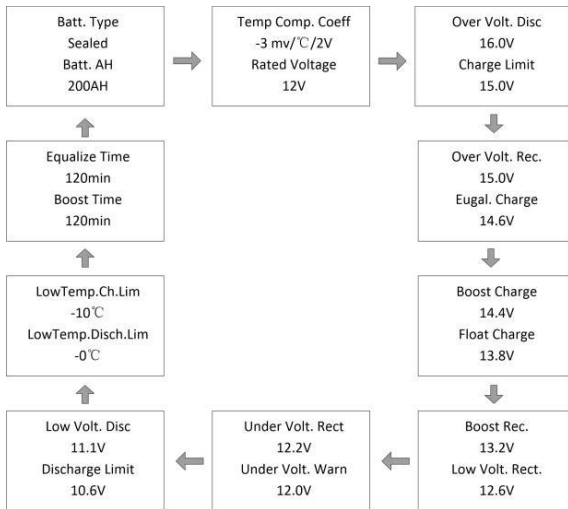 Batt. Type
Sealed
Batt. AH
200AH
Temp Comp. Coeff
-3 mv/℃/2V
Rated Voltage
12V
Over Volt. Disc
16.0V
Charge Limit
15.0V
Over Volt. Rec.
15.0V
Eugal. Charge
14.6V
Boost Charge
14.4V
Float Charge
13.8V
Boost Rec.
13.2V
Low Volt. Rect.
12.6V
Under Volt. Rect
12.2V
Under Volt. Warn
12.0V
Low Volt. Disc
11.1V
Discharge Limit
10.6V
LowTemp.Ch.Lim
-10℃
LowTemp.Disch.Lim
-0℃
Equalize Time
120min
Boost Time
120min